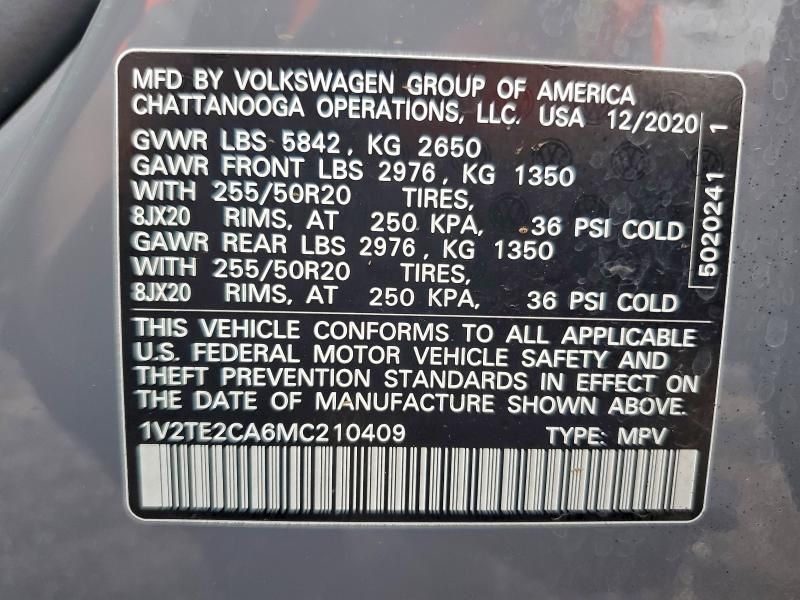 MFD BY VOLKSWAGEN GROUP OF AMERICA
CHATTANOOGA OPERATIONS, LLC. USA 12/2020
GVWR LBS 5842, KG 2650
GAWR FRONT LBS 2976, KG 1350
WITH 255/50R20 TIRES,
8JX20 RIMS, AT 250 KPA, 36 PSI COLD
GAWR REAR LBS 2976, KG 1350
WITH 255/50R20 TIRES,
8JX20 RIMS, AT 250 KPA, 36 PSI COLD
5020241 1
THIS VEHICLE CONFORMS TO ALL APPLICABLE
U.S. FEDERAL MOTOR VEHICLE SAFETY AND
THEFT PREVENTION STANDARDS IN EFFECT ON
THE DATE OF MANUFACTURE SHOWN ABOVE.
1V2TE2CA6MC210409 TYPE: MPV